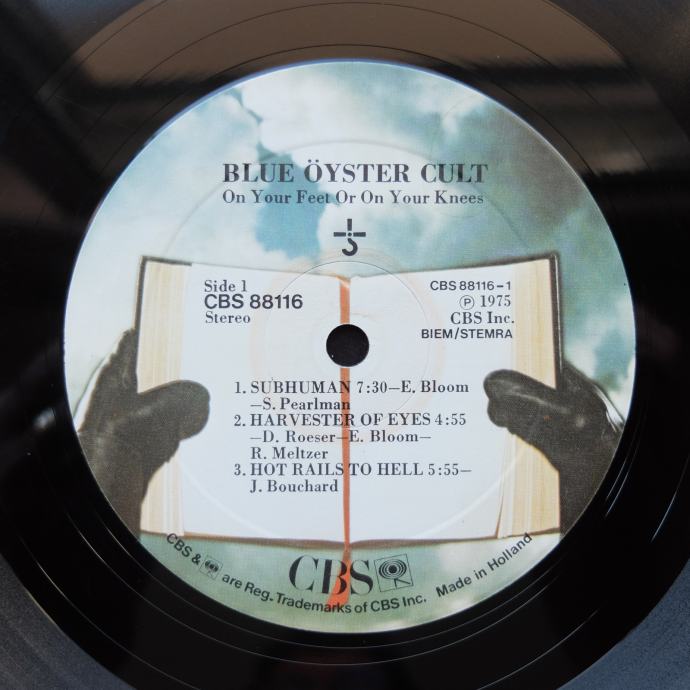 BLUE ÖYSTER CULT
On Your Feet Or On Your Knees
Side 1
CBS 88116
Stereo
CBS 88116-1
Ⓟ 1975
CBS Inc.
BIEM/STEMRA
1. SUBHUMAN 7:30—E. Bloom
—S. Pearlman
2. HARVESTER OF EYES 4:55
—D. Roeser—E. Bloom—
R. Meltzer
3. HOT RAILS TO HELL 5:55—
J. Bouchard
CBS
CBS & are Reg. Trademarks of CBS Inc. Made in Holland